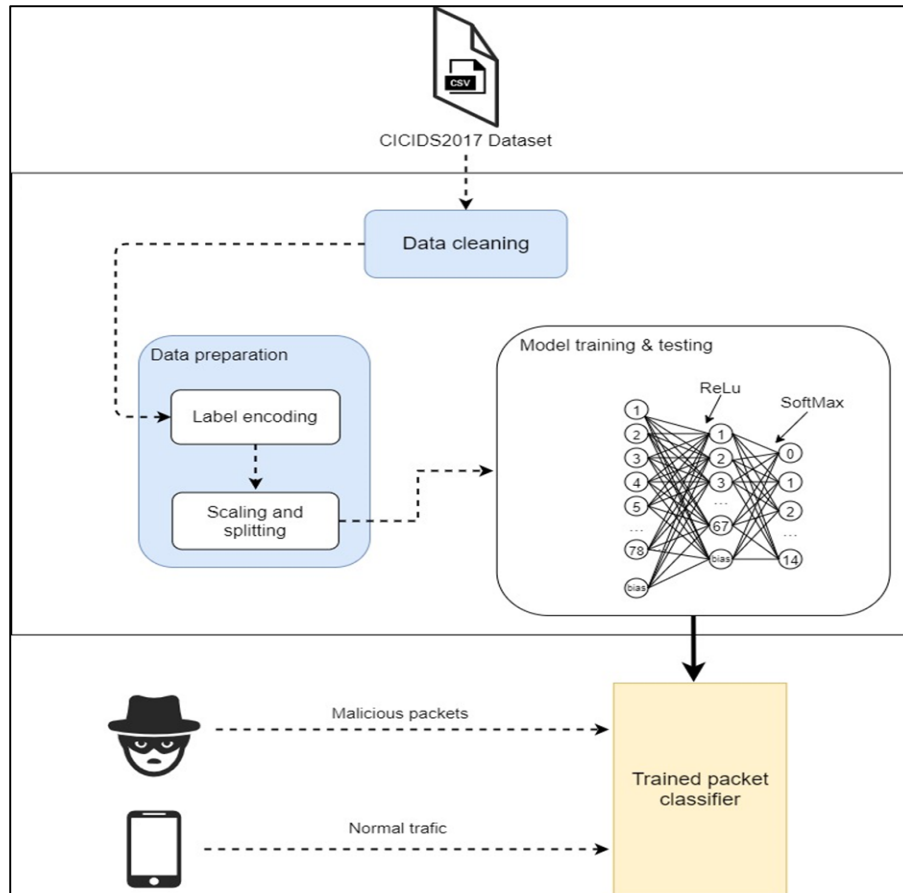 CSV
CICIDS2017 Dataset
Data cleaning
Data preparation
Label encoding
Scaling and
splitting
Model training & testing
ReLu
SoftMax
1
2
3
4
5
...
78
bias
1
2
3
...
67
bias
0
1
2
...
14
Malicious packets
Normal trafic
Trained packet
classifier